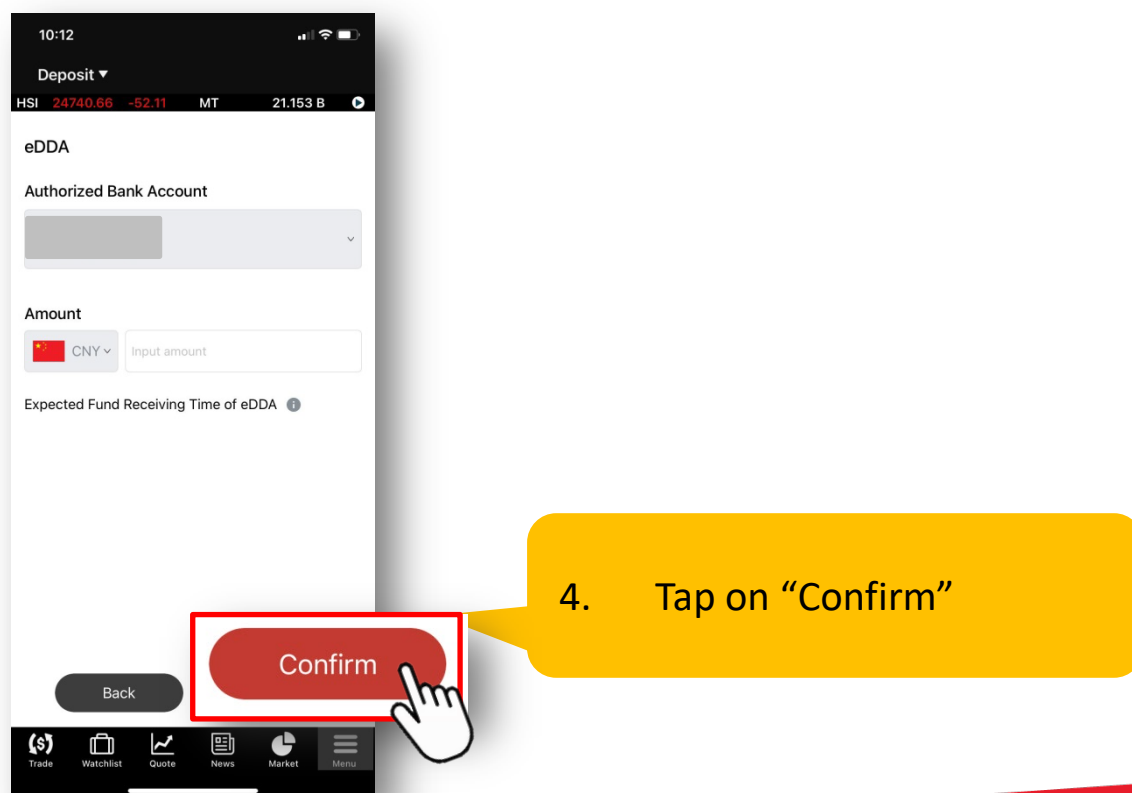 10:12
Deposit ▼
HSI 24740.66 -52.11 MT 21.153 B
eDDA
Authorized Bank Account
Amount
CNY Input amount
Expected Fund Receiving Time of eDDA
4. Tap on “Confirm”
Confirm
Back
Trade Watchlist Quote News Market Menu